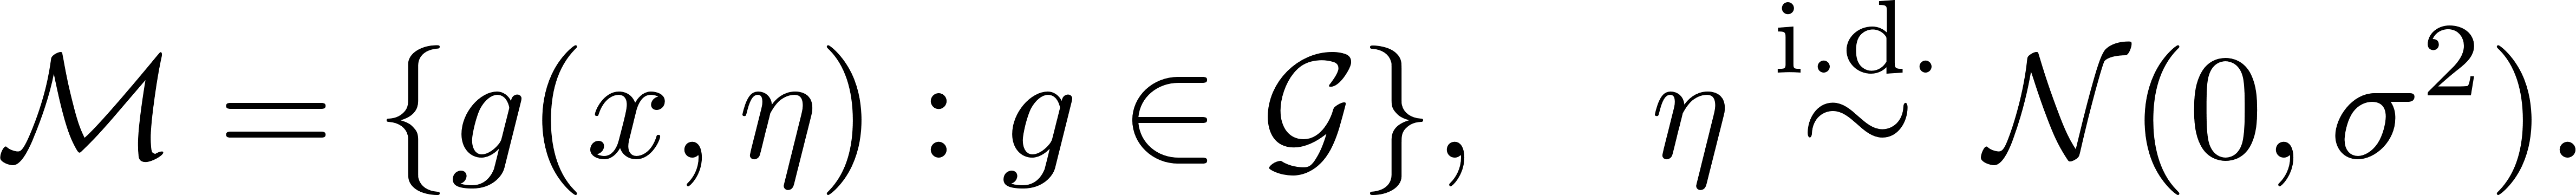 ℳ = {g(x, η) : g ∈ 𝒢}, η i.d.∼ 𝒩(0, σ²).